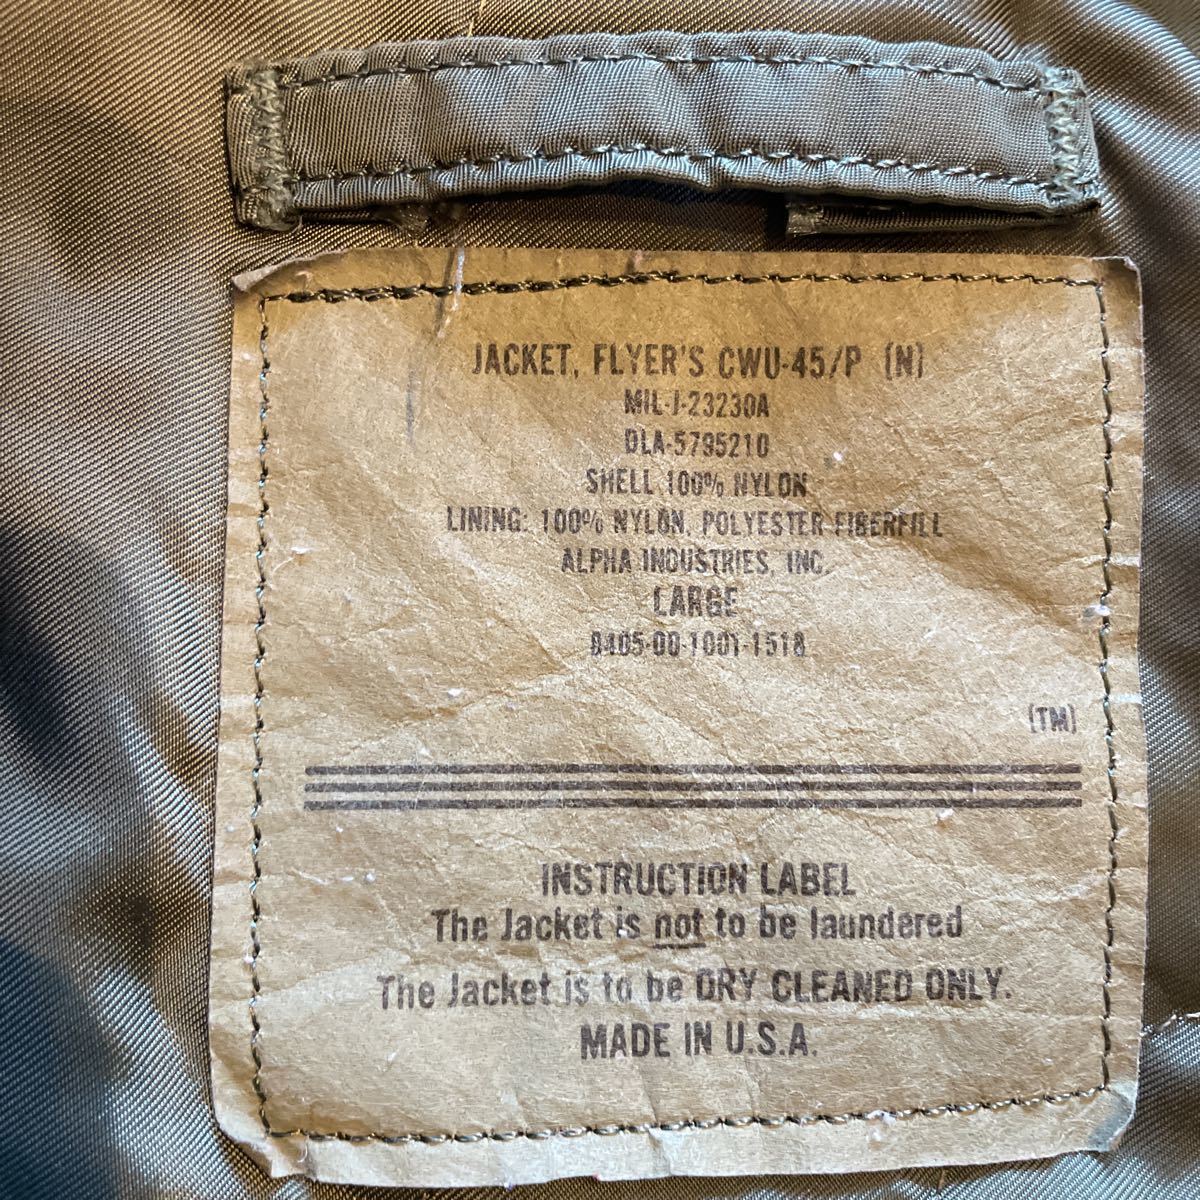 JACKET, FLYER'S CWU-45/P (N)
MIL-J-23230A
DLA-5795210
SHELL 100% NYLON
LINING: 100% NYLON, POLYESTER FIBERFILL
ALPHA INDUSTRIES, INC.
LARGE
8405-00-1001-1518
(TM)
INSTRUCTION LABEL
The Jacket is not to be laundered
The Jacket is to be DRY CLEANED ONLY.
MADE IN U.S.A.